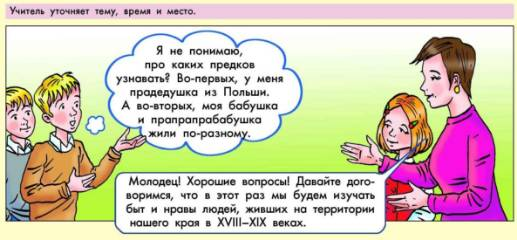 Учитель уточняет тему, время и место.
Я не понимаю,
про каких предков
узнавать? Во-первых, у меня
прадедушка из Польши.
А во-вторых, моя бабушка
и прапрапрабабушка
жили по-разному.
Молодец! Хорошие вопросы! Давайте дого-
воримся, что в этот раз мы будем изучать
быт и нравы людей, живших на территории
нашего края в XVIII–XIX веках.